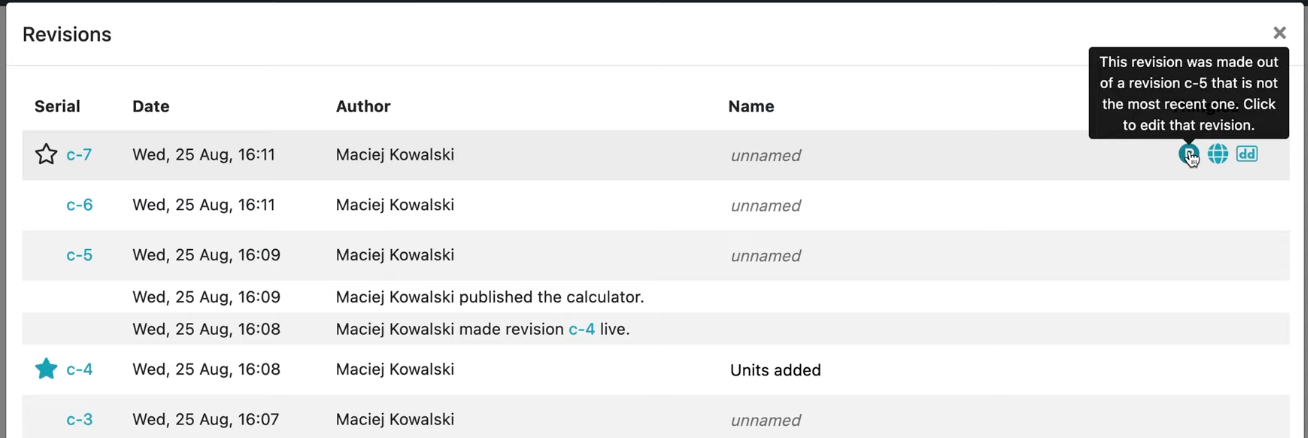 Revisions
×
This revision was made out
of a revision c-5 that is not
the most recent one. Click
to edit that revision.
Serial Date Author Name
c-7 Wed, 25 Aug, 16:11 Maciej Kowalski unnamed dd
c-6 Wed, 25 Aug, 16:11 Maciej Kowalski unnamed
c-5 Wed, 25 Aug, 16:09 Maciej Kowalski unnamed
Wed, 25 Aug, 16:09 Maciej Kowalski published the calculator.
Wed, 25 Aug, 16:08 Maciej Kowalski made revision c-4 live.
c-4 Wed, 25 Aug, 16:08 Maciej Kowalski Units added
c-3 Wed, 25 Aug, 16:07 Maciej Kowalski unnamed